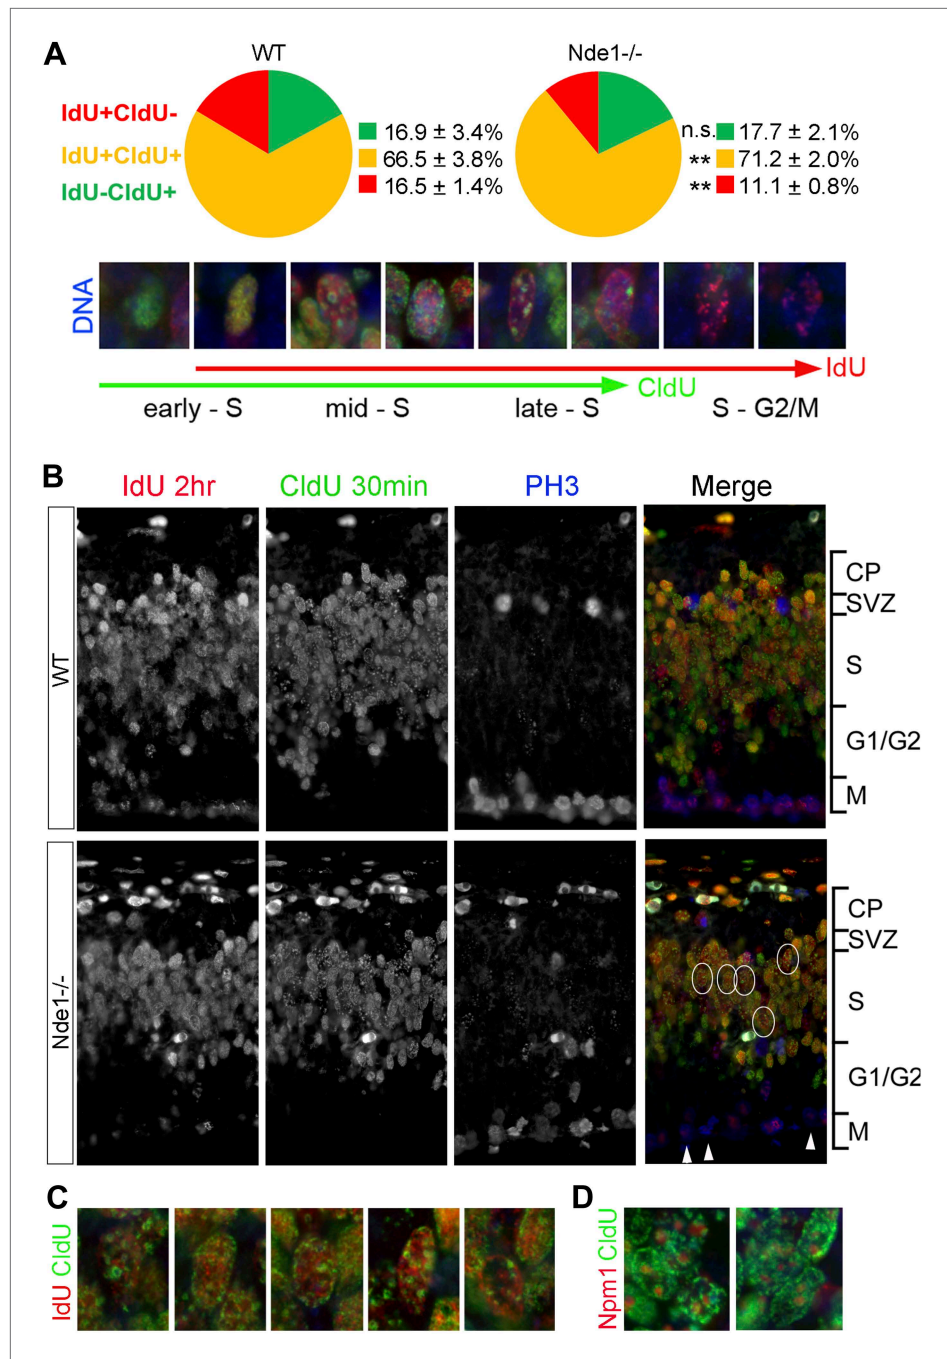 A
WT
Nde1-/-
IdU+CldU-
IdU+CldU+
IdU-CldU+
16.9 ± 3.4%
66.5 ± 3.8%
16.5 ± 1.4%
n.s. 17.7 ± 2.1%
** 71.2 ± 2.0%
** 11.1 ± 0.8%
DNA
IdU
CldU
early - S
mid - S
late - S
S - G2/M
B
IdU 2hr
CldU 30min
PH3
Merge
WT
CP
SVZ
S
G1/G2
M
Nde1-/-
CP
SVZ
S
G1/G2
M
C
IdU CldU
D
Npm1 CldU